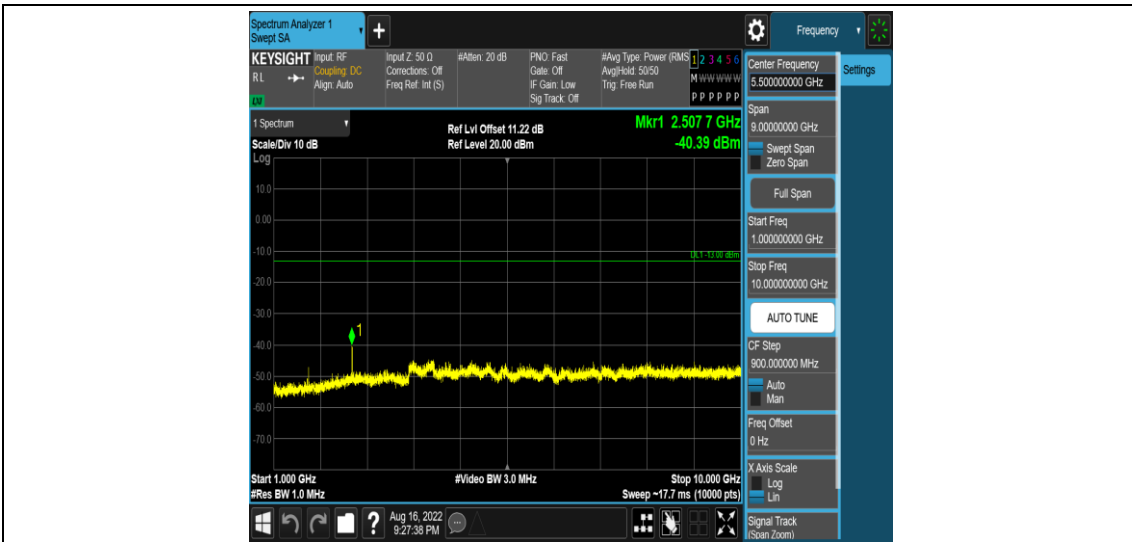 Spectrum Analyzer 1
Swept SA
+
Frequency
KEYSIGHT
RL
LXI
Input: RF
Coupling: DC
Align: Auto
Input Z: 50 Ω
Corrections: Off
Freq Ref: Int (S)
#Atten: 20 dB
PNO: Fast
Gate: Off
IF Gain: Low
Sig Track: Off
#Avg Type: Power (RMS
Avg|Hold: 50/50
Trig: Free Run
1 2 3 4 5 6
M W W W W W
P P P P P P
1 Spectrum
Scale/Div 10 dB
Log
Ref Lvl Offset 11.22 dB
Ref Level 20.00 dBm
Mkr1 2.507 7 GHz
-40.39 dBm
10.0
0.00
-10.0
DL1 -13.00 dBm
-20.0
-30.0
1
-40.0
-50.0
-60.0
-70.0
Start 1.000 GHz
#Res BW 1.0 MHz
#Video BW 3.0 MHz
Stop 10.000 GHz
Sweep ~17.7 ms (10000 pts)
?
Aug 16, 2022
9:27:38 PM
Center Frequency
5.500000000 GHz
Settings
Span
9.00000000 GHz
Swept Span
Zero Span
Full Span
Start Freq
1.000000000 GHz
Stop Freq
10.000000000 GHz
AUTO TUNE
CF Step
900.000000 MHz
Auto
Man
Freq Offset
0 Hz
X Axis Scale
Log
Lin
Signal Track
(Span Zoom)